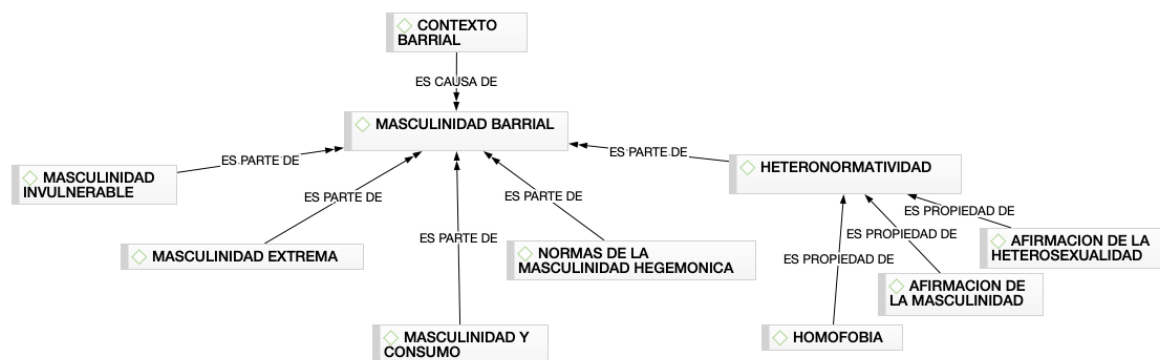 CONTEXTO
BARRIAL
ES CAUSA DE
MASCULINIDAD BARRIAL
ES PARTE DE
ES PARTE DE
MASCULINIDAD
INVULNERABLE
HETERONORMATIVIDAD
ES PARTE DE
ES PARTE DE
ES PROPIEDAD DE
ES PARTE DE
ES PROPIEDAD DE
MASCULINIDAD EXTREMA
NORMAS DE LA
MASCULINIDAD HEGEMONICA
AFIRMACION DE LA
HETEROSEXUALIDAD
ES PROPIEDAD DE
AFIRMACION DE
LA MASCULINIDAD
MASCULINIDAD Y
CONSUMO
HOMOFOBIA